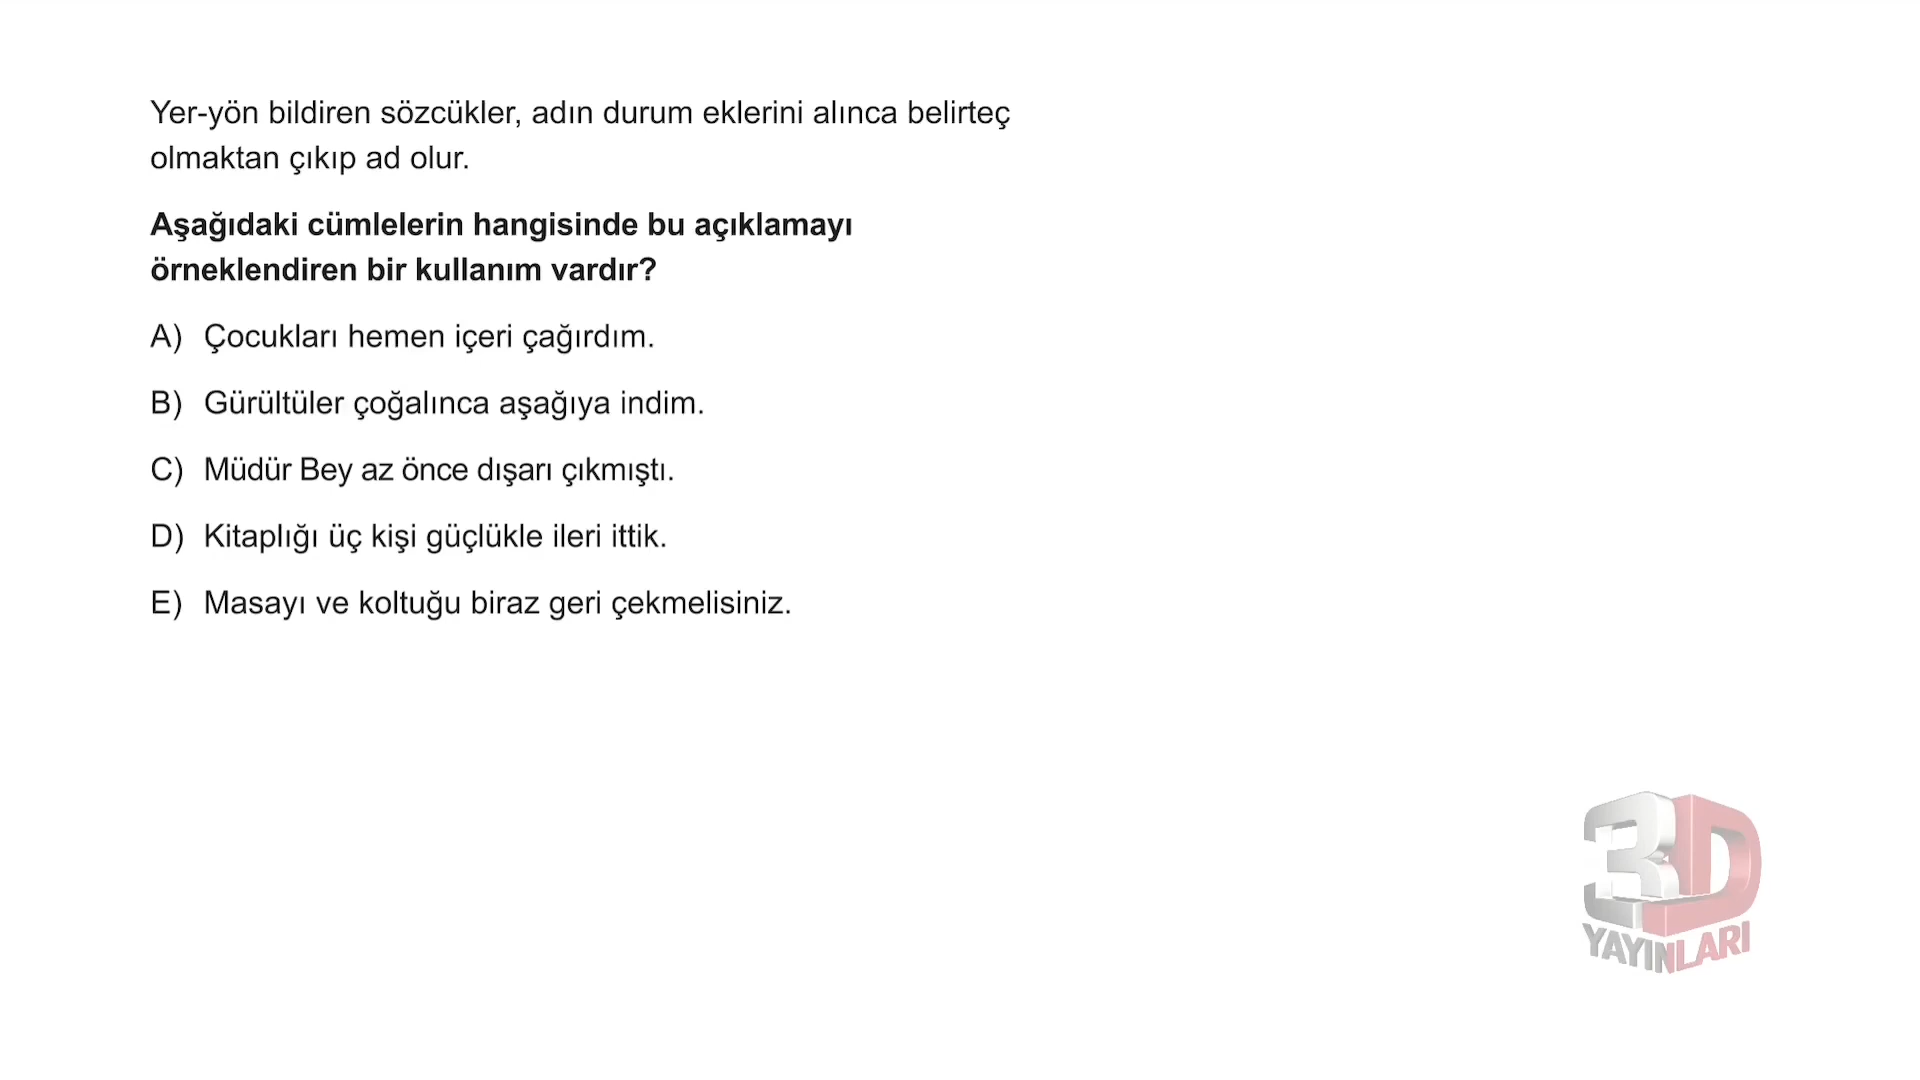 Yer-yön bildiren sözcükler, adın durum eklerini alınca belirteç
olmaktan çıkıp ad olur.
Aşağıdaki cümlelerin hangisinde bu açıklamayı
örneklendiren bir kullanım vardır?
A) Çocukları hemen içeri çağırdım.
B) Gürültüler çoğalınca aşağıya indim.
C) Müdür Bey az önce dışarı çıkmıştı.
D) Kitaplığı üç kişi güçlükle ileri ittik.
E) Masayı ve koltuğu biraz geri çekmelisiniz.
3D
YAYINLARI